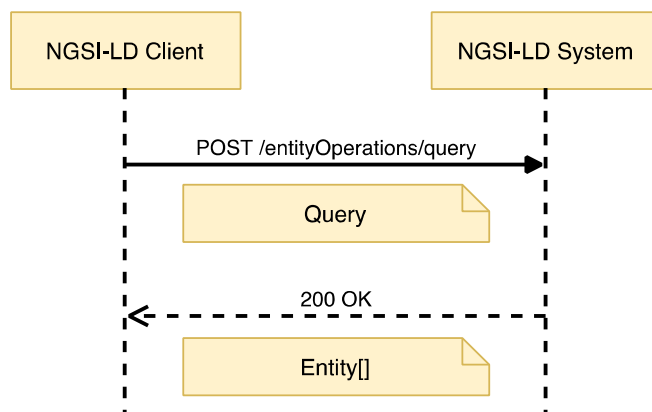 NGSI-LD Client
NGSI-LD System
POST /entityOperations/query
Query
200 OK
Entity[]